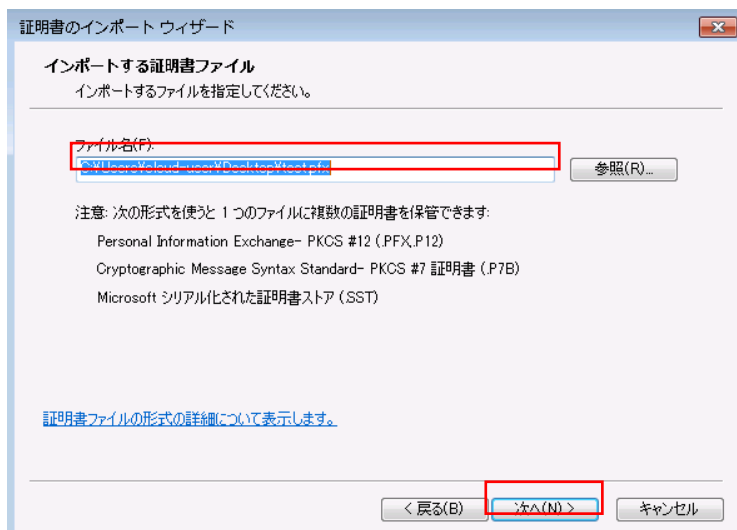 証明書のインポート ウィザード
インポートする証明書ファイル
インポートするファイルを指定してください。
ファイル名(F):
C:¥Users¥cloud-user¥Desktop¥test.pfx
参照(R)...
注意: 次の形式を使うと 1 つのファイルに複数の証明書を保管できます:
Personal Information Exchange- PKCS #12 (.PFX,.P12)
Cryptographic Message Syntax Standard- PKCS #7 証明書 (.P7B)
Microsoft シリアル化された証明書ストア (.SST)
証明書ファイルの形式の詳細について表示します。
< 戻る(B)
次へ(N) >
キャンセル